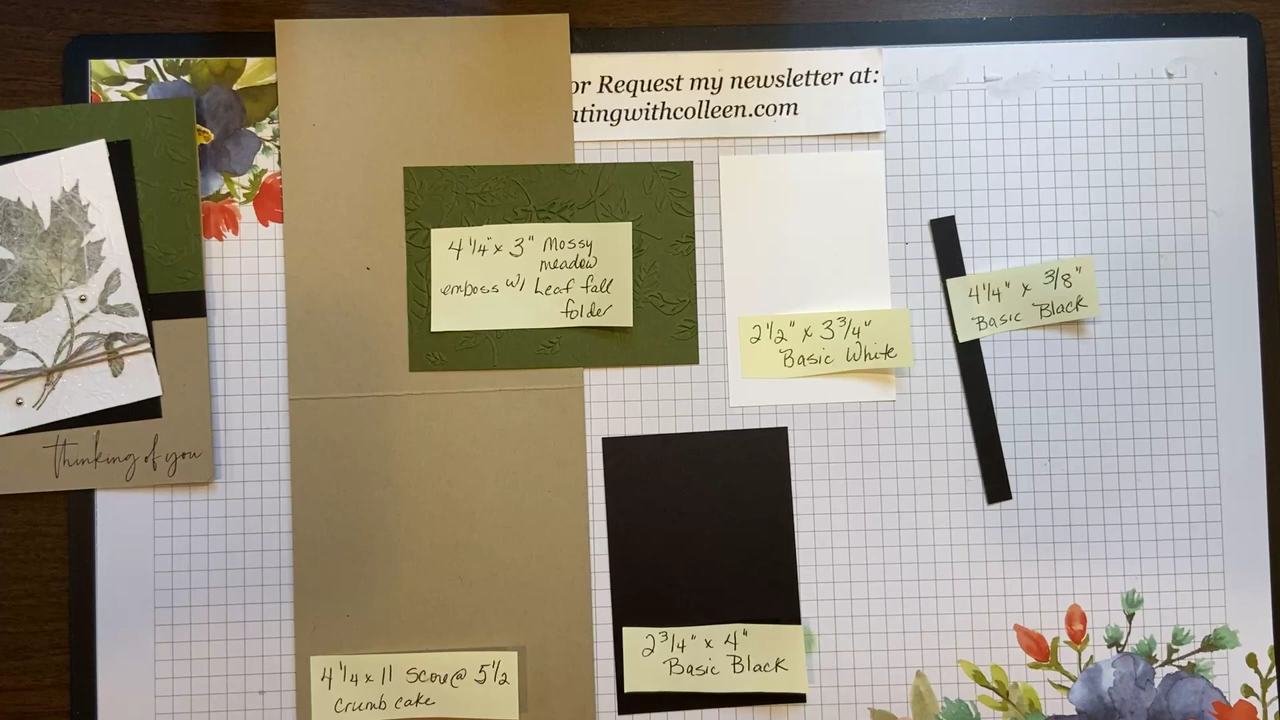 or Request my newsletter at:
atingwithcolleen.com
4 1/4" x 3" Mossy
meadow
emboss w/ Leaf fall
folder
2 1/2" x 3 3/4"
Basic White
4 1/4" x 3/8"
Basic Black
thinking of you
2 3/4" x 4"
Basic Black
4 1/4 x 11 score@ 5 1/2
crumb cake